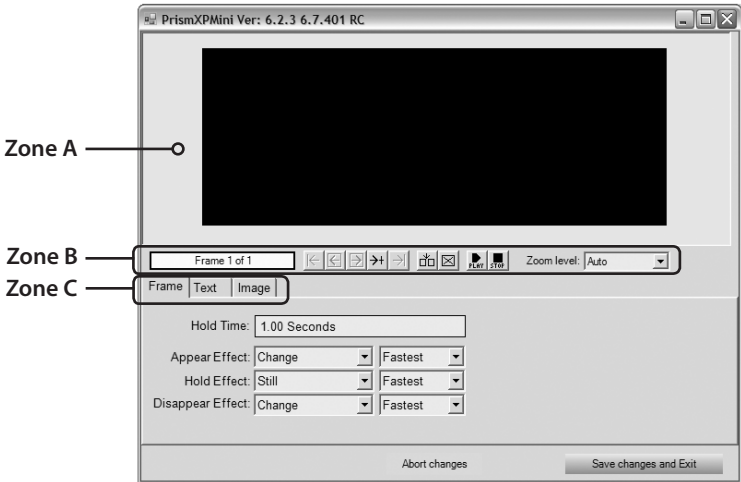 PrismXPMini Ver: 6.2.3 6.7.401 RC
Zone A
Zone B
Frame 1 of 1
PLAY
STOP
Zoom level: Auto
Zone C
Frame Text Image
Hold Time: 1.00 Seconds
Appear Effect: Change Fastest
Hold Effect: Still Fastest
Disappear Effect: Change Fastest
Abort changes Save changes and Exit